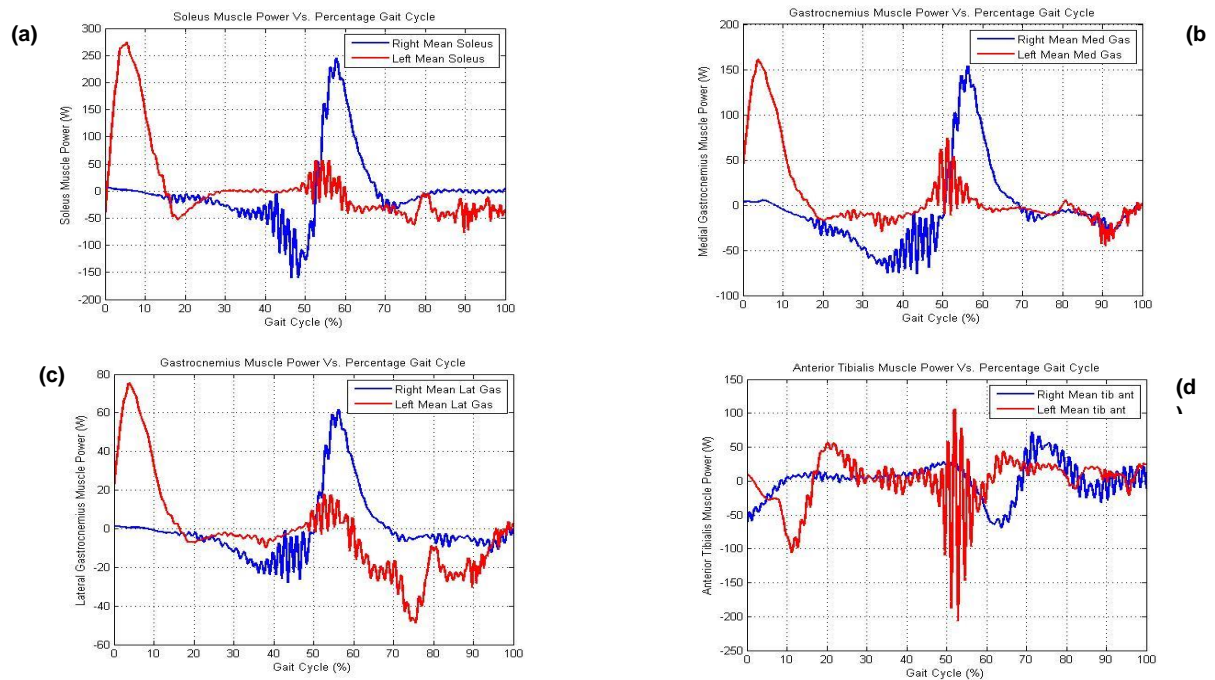 (a)
Soleus Muscle Power Vs. Percentage Gait Cycle
Right Mean Soleus
Left Mean Soleus
Soleus Muscle Power (W)
300
250
200
150
100
50
0
-50
-100
-150
-200
0 10 20 30 40 50 60 70 80 90 100
Gait Cycle (%)
(b
Gastrocnemius Muscle Power Vs. Percentage Gait Cycle
Right Mean Med Gas
Left Mean Med Gas
Medial Gastrocnemius Muscle Power (W)
200
150
100
50
0
-50
-100
0 10 20 30 40 50 60 70 80 90 100
Gait Cycle (%)
(c)
Gastrocnemius Muscle Power Vs. Percentage Gait Cycle
Right Mean Lat Gas
Left Mean Lat Gas
Lateral Gastrocnemius Muscle Power (W)
80
60
40
20
0
-20
-40
-60
0 10 20 30 40 50 60 70 80 90 100
Gait Cycle (%)
(d
)
Anterior Tibialis Muscle Power Vs. Percentage Gait Cycle
Right Mean tib ant
Left Mean tib ant
Anterior Tibialis Muscle Power (W)
150
100
50
0
-50
-100
-150
-200
-250
0 10 20 30 40 50 60 70 80 90 100
Gait Cycle (%)